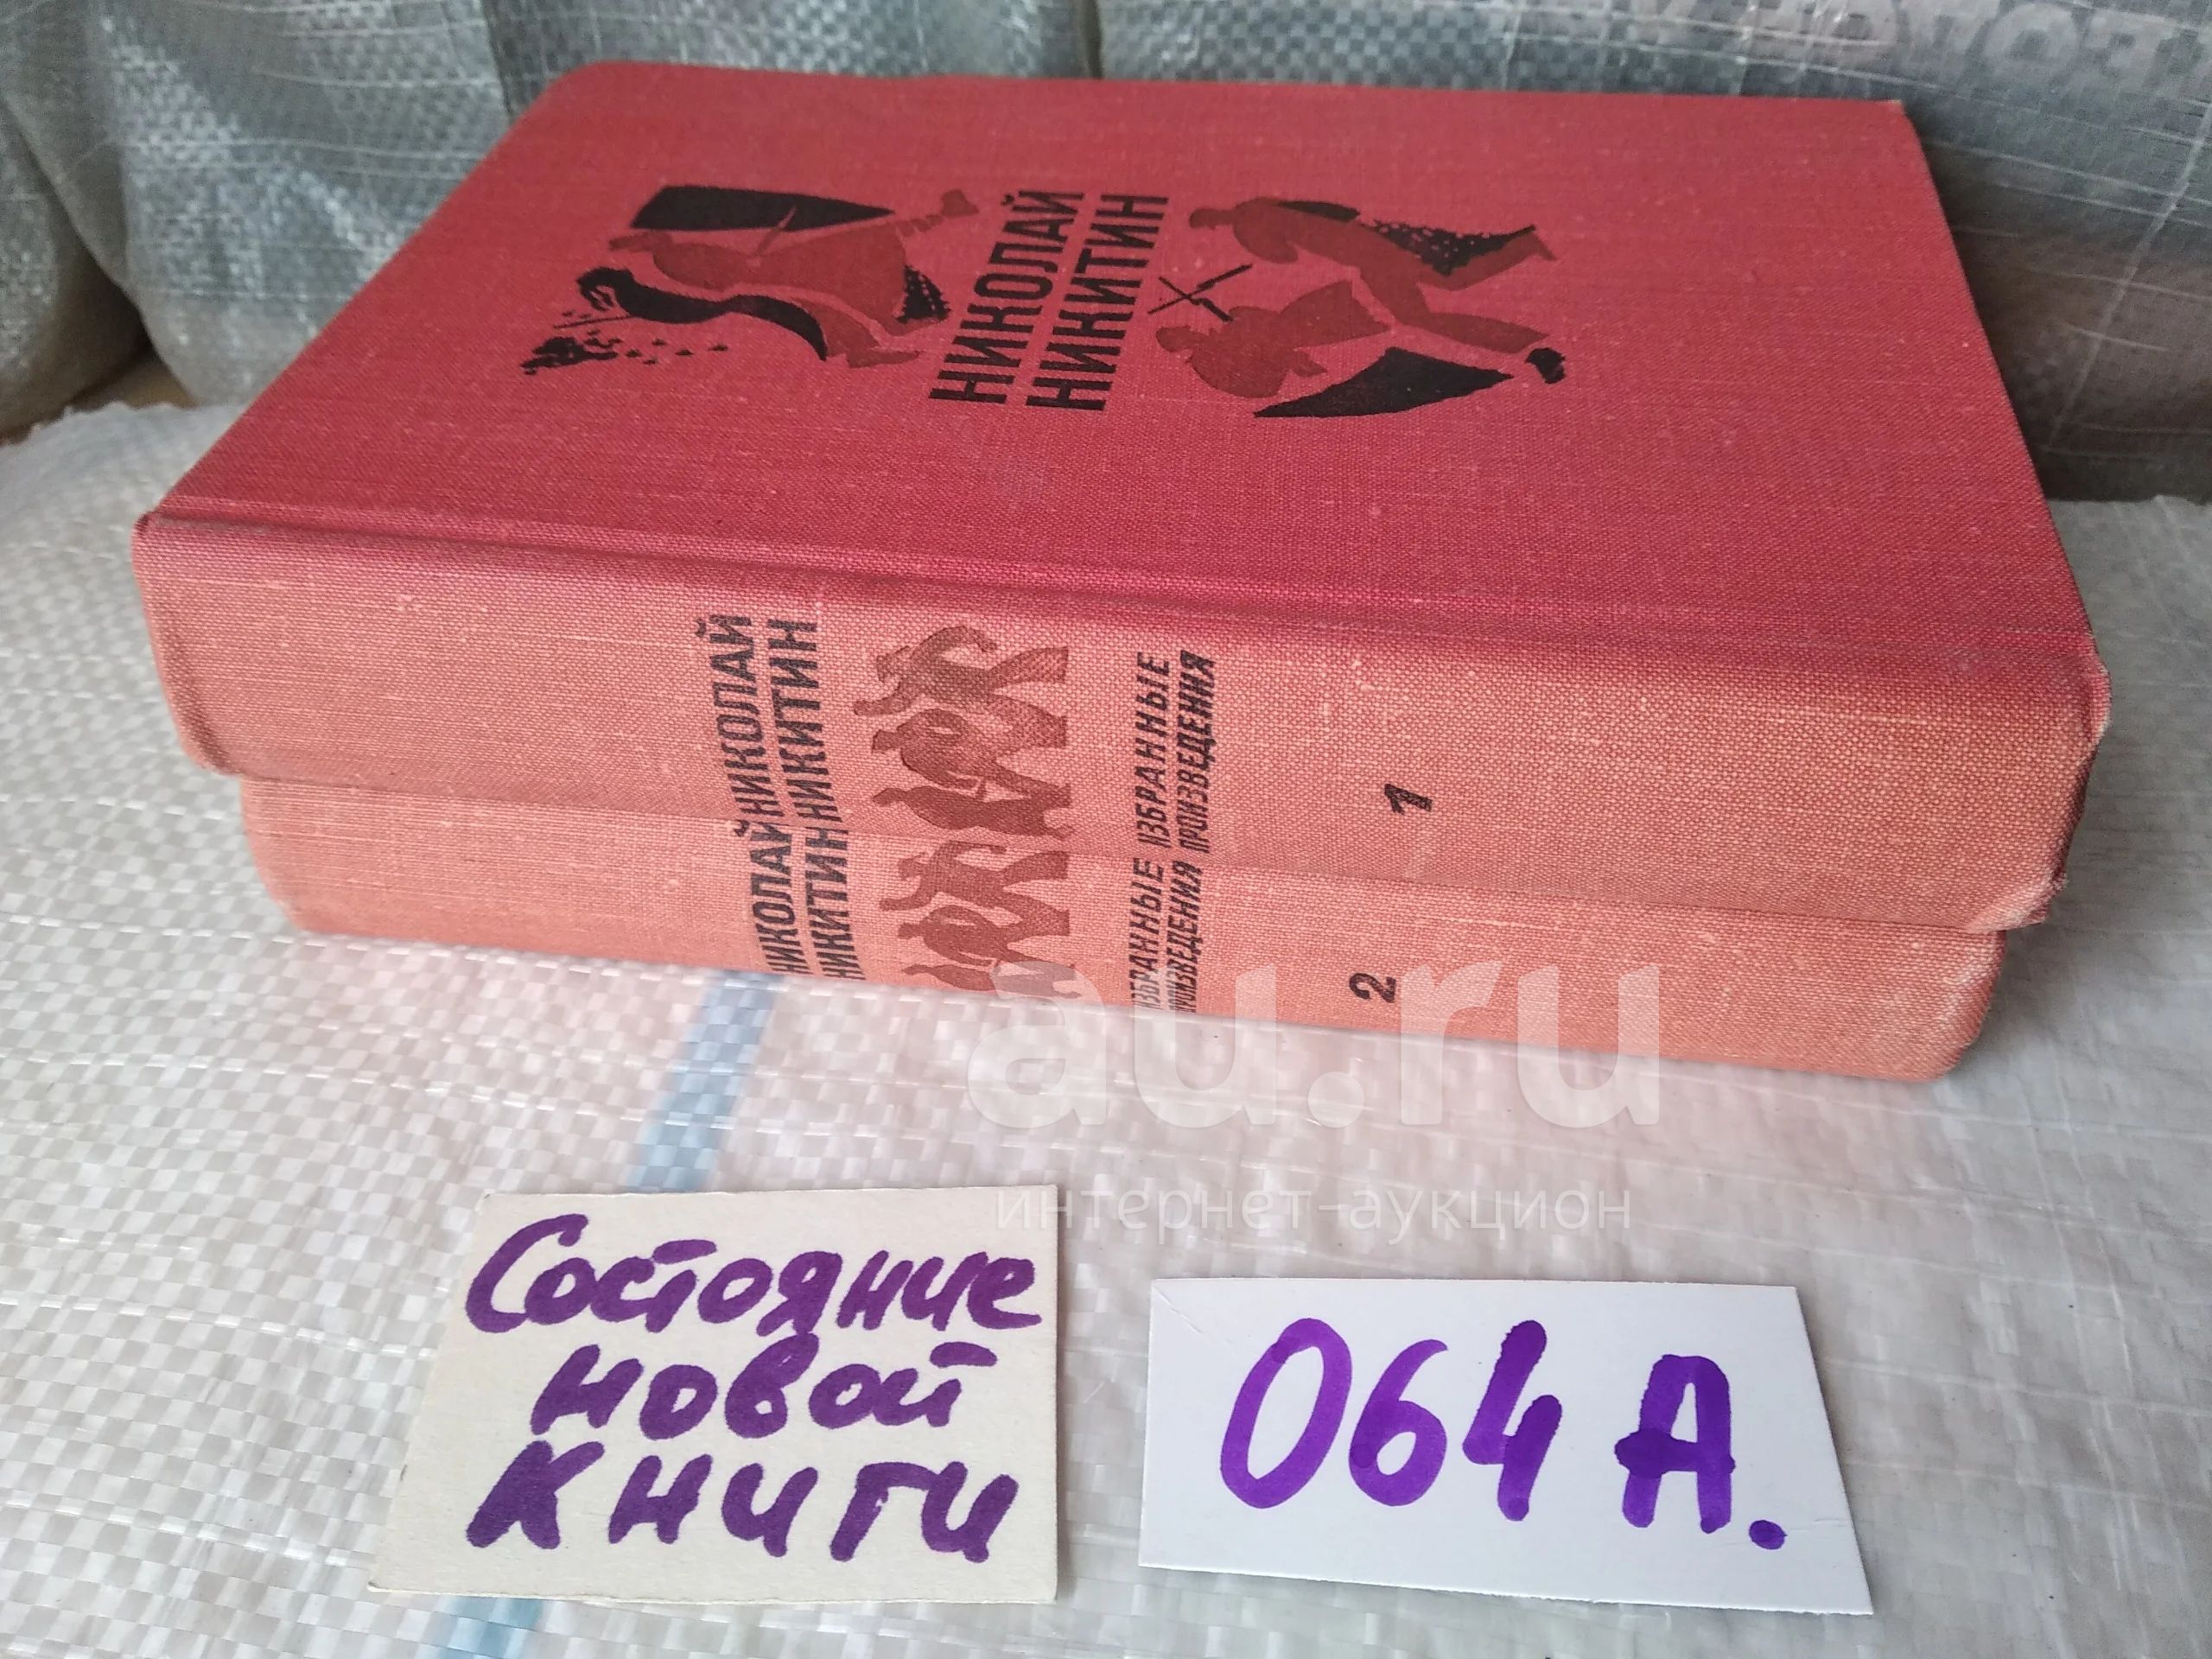 НИКОЛАЙ
НИКИТИН
НИКОЛАЙ
НИКИТИН
ИЗБРАННЫЕ
ПРОИЗВЕДЕНИЯ
1
НИКОЛАЙ
НИКИТИН
ИЗБРАННЫЕ
ПРОИЗВЕДЕНИЯ
2
au.ru
интернет-аукцион
Состояние
новой
книги
064 А.